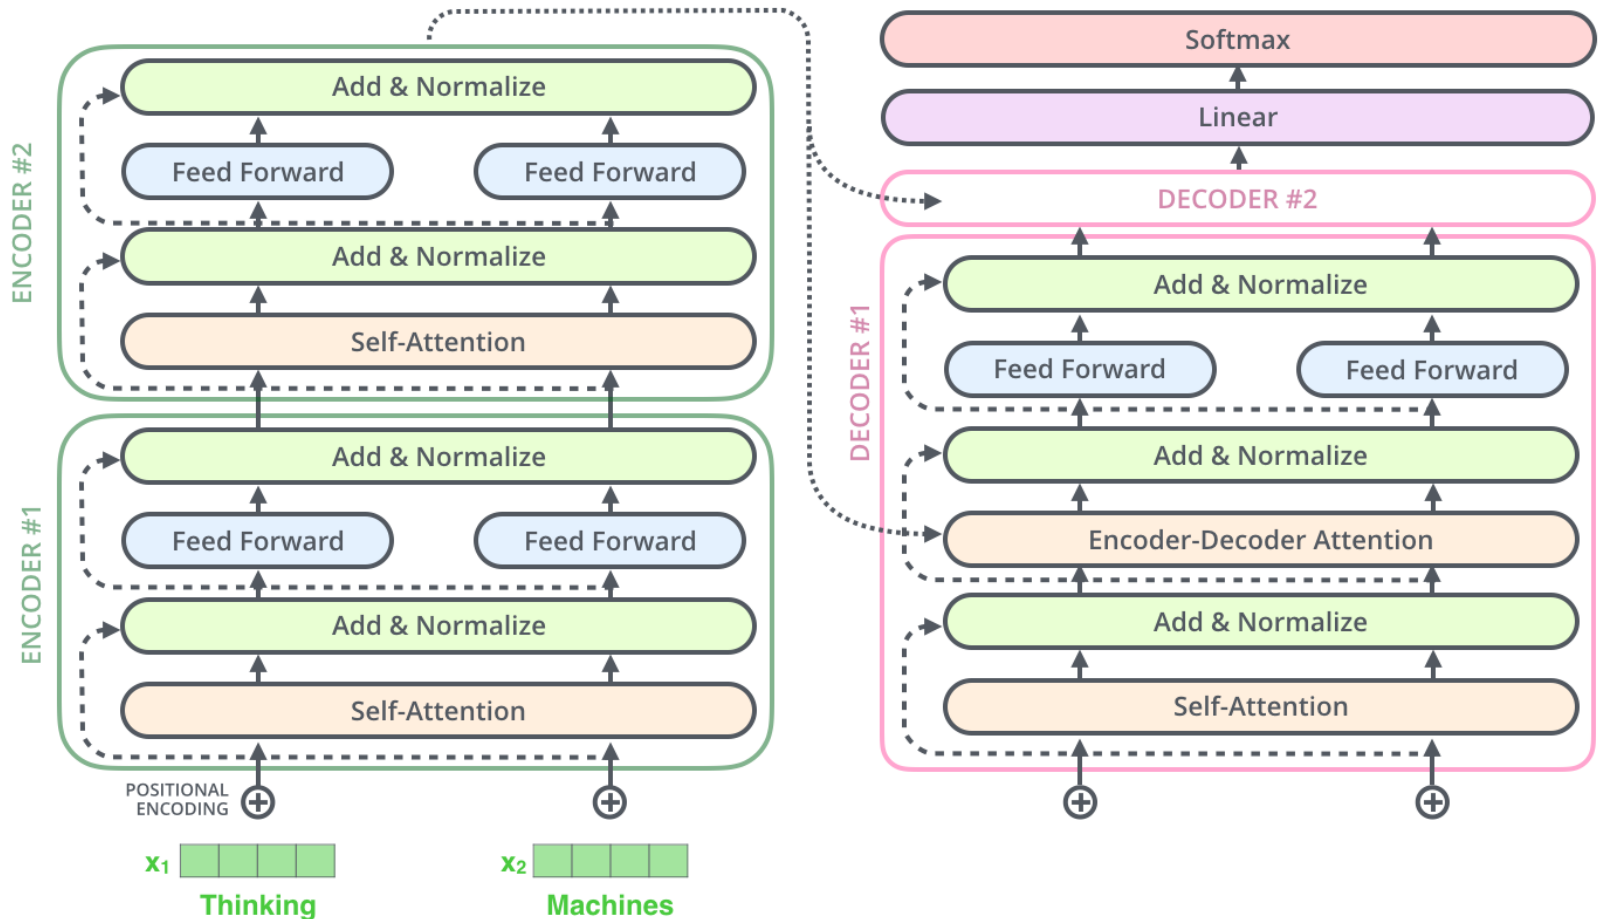 ENCODER #2
Add & Normalize
Feed Forward Feed Forward
Add & Normalize
Self-Attention
ENCODER #1
Add & Normalize
Feed Forward Feed Forward
Add & Normalize
Self-Attention
POSITIONAL
ENCODING
x₁ x₂
Thinking Machines
Softmax
Linear
DECODER #2
DECODER #1
Add & Normalize
Feed Forward Feed Forward
Add & Normalize
Encoder-Decoder Attention
Add & Normalize
Self-Attention